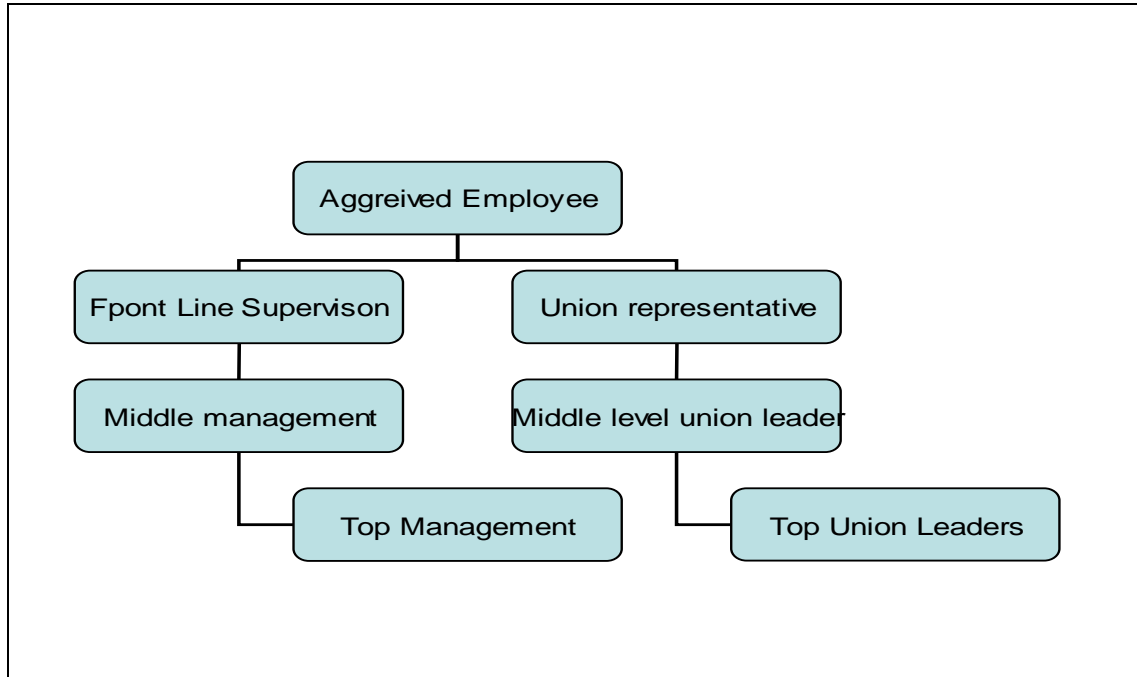 Aggreived Employee
Fpont Line Supervison
Union representative
Middle management
Middle level union leader
Top Management
Top Union Leaders